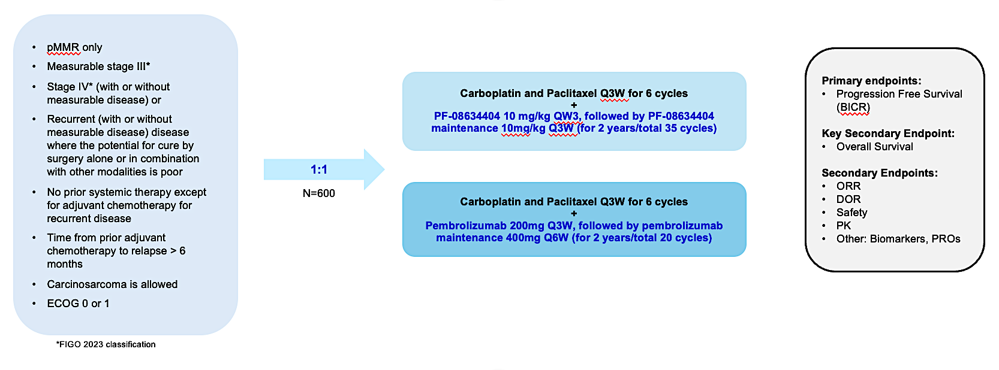 • pMMR only
• Measurable stage III*
• Stage IV* (with or without
measurable disease) or
• Recurrent (with or without
measurable disease) disease
where the potential for cure by
surgery alone or in combination
with other modalities is poor
• No prior systemic therapy except
for adjuvant chemotherapy for
recurrent disease
• Time from prior adjuvant
chemotherapy to relapse > 6
months
• Carcinosarcoma is allowed
• ECOG 0 or 1
*FIGO 2023 classification
1:1
N=600
Carboplatin and Paclitaxel Q3W for 6 cycles
+
PF-08634404 10 mg/kg QW3, followed by PF-08634404
maintenance 10mg/kg Q3W (for 2 years/total 35 cycles)
Carboplatin and Paclitaxel Q3W for 6 cycles
+
Pembrolizumab 200mg Q3W, followed by pembrolizumab
maintenance 400mg Q6W (for 2 years/total 20 cycles)
Primary endpoints:
• Progression Free Survival
(BICR)
Key Secondary Endpoint:
• Overall Survival
Secondary Endpoints:
• ORR
• DOR
• Safety
• PK
• Other: Biomarkers, PROs